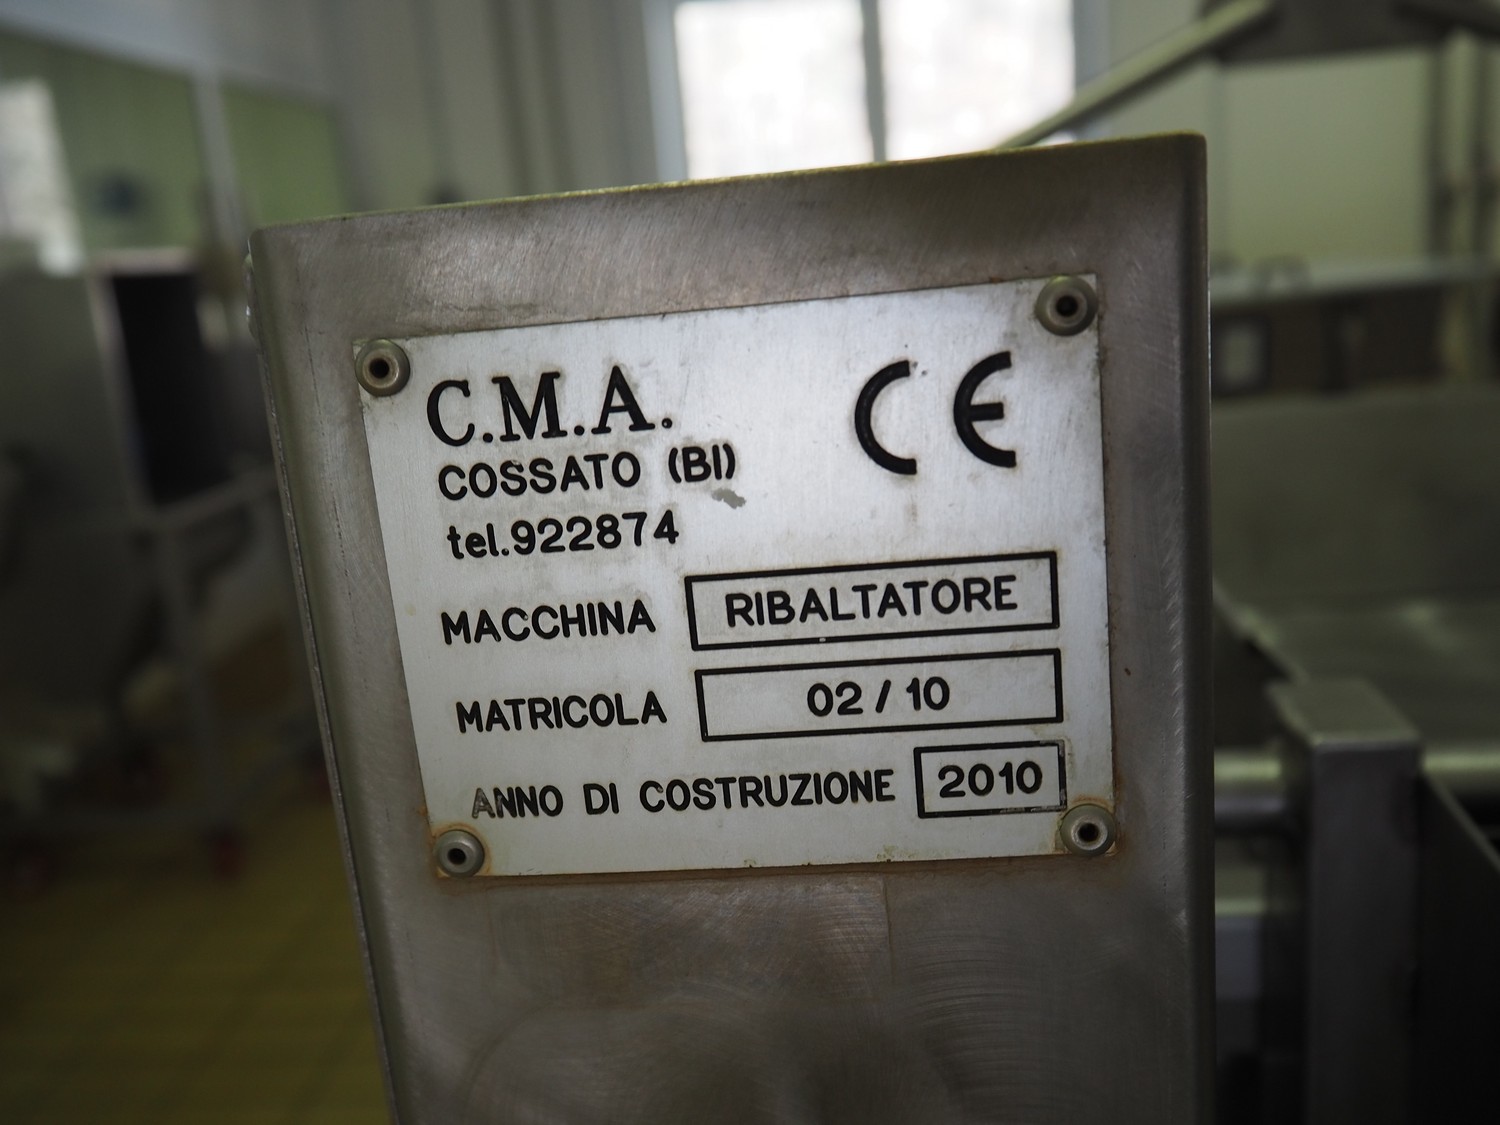 C.M.A.
CE
COSSATO (BI)
tel.922874
MACCHINA RIBALTATORE
MATRICOLA 02/10
ANNO DI COSTRUZIONE 2010